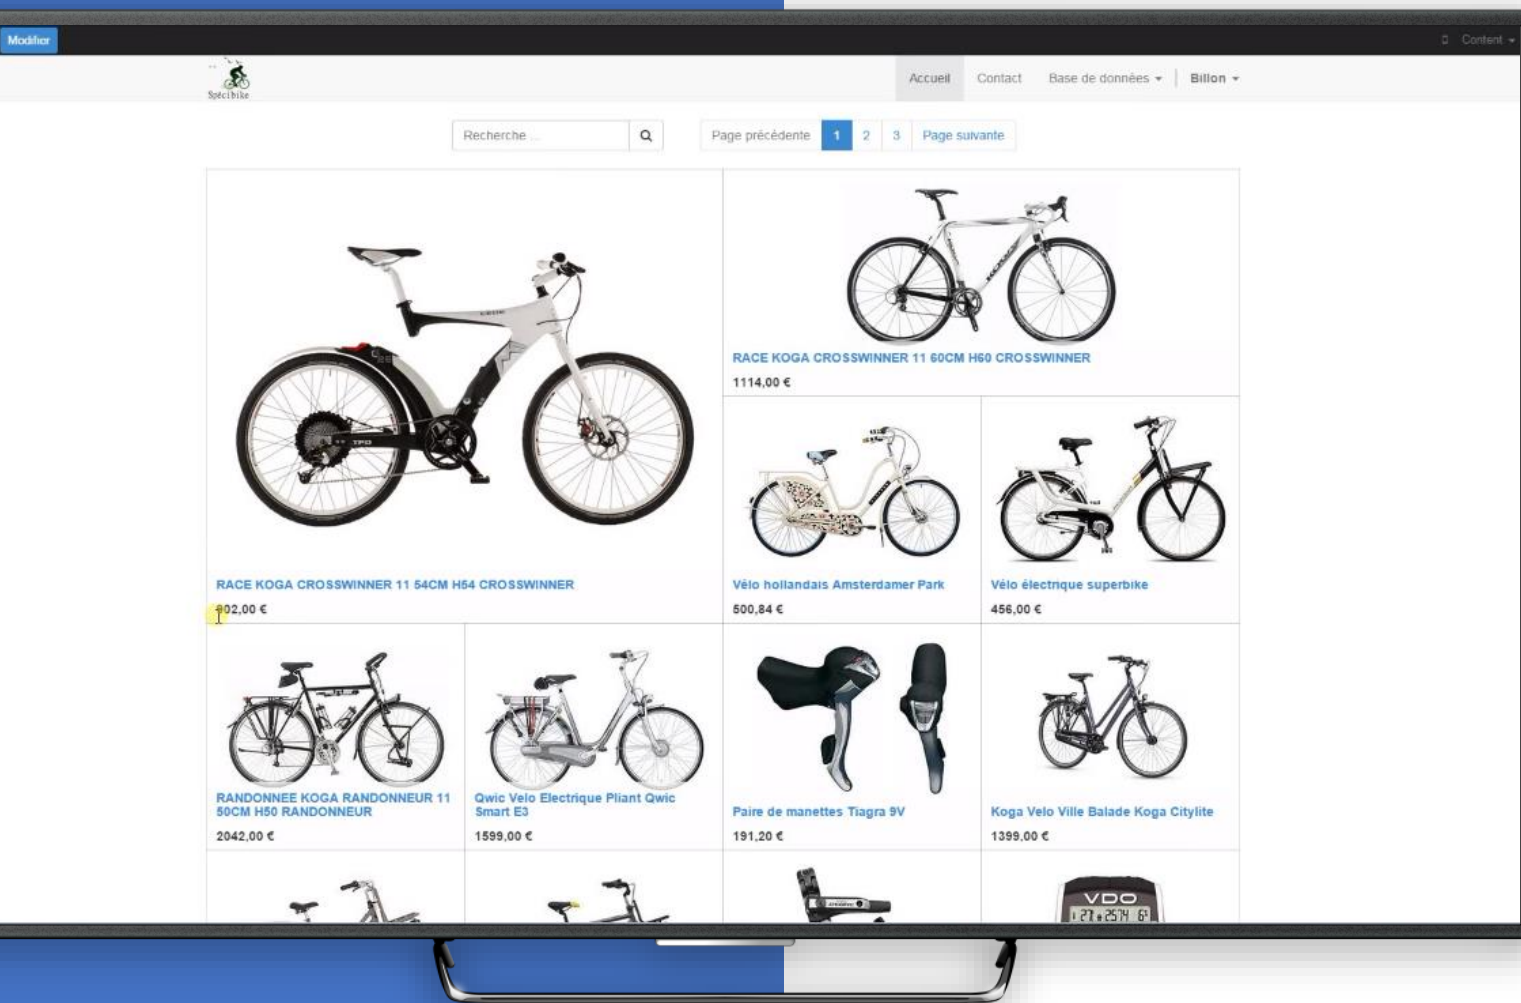 Modifier
Content
Spécibike
Accueil
Contact
Base de données
Billon
Recherche ...
Page précédente
1
2
3
Page suivante
KOGA
RACE KOGA CROSSWINNER 11 60CM H60 CROSSWINNER
1114,00 €
TPD
RACE KOGA CROSSWINNER 11 54CM H54 CROSSWINNER
902,00 €
Vélo hollandais Amsterdamer Park
500,84 €
Vélo électrique superbike
456,00 €
RANDONNEE KOGA RANDONNEUR 11
50CM H50 RANDONNEUR
2042,00 €
Qwic Velo Electrique Pliant Qwic
Smart E3
1599,00 €
Paire de manettes Tiagra 9V
191,20 €
Koga Velo Ville Balade Koga Citylite
1399,00 €
VDO